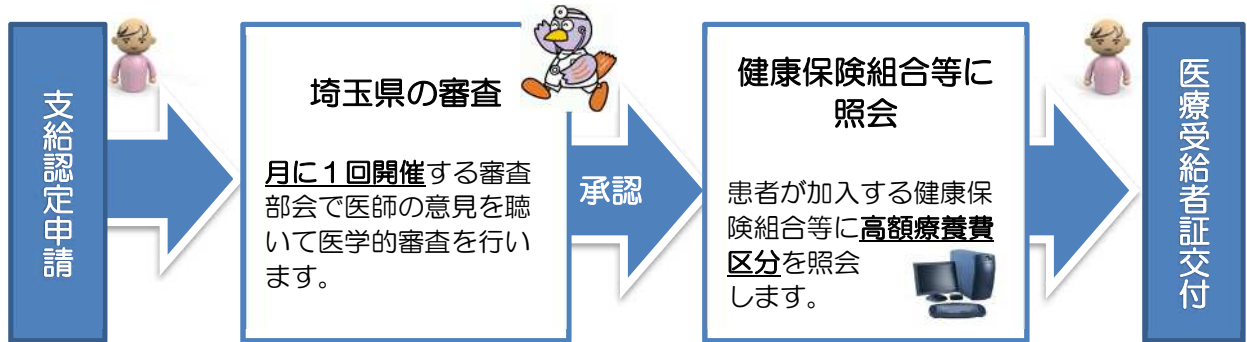 支給認定申請
埼玉県の審査
月に1回開催する審査
部会で医師の意見を聴
いて医学的審査を行い
ます。
承認
健康保険組合等に
照会
患者が加入する健康保
険組合等に高額療養費
区分を照会
します。
医療受給者証交付